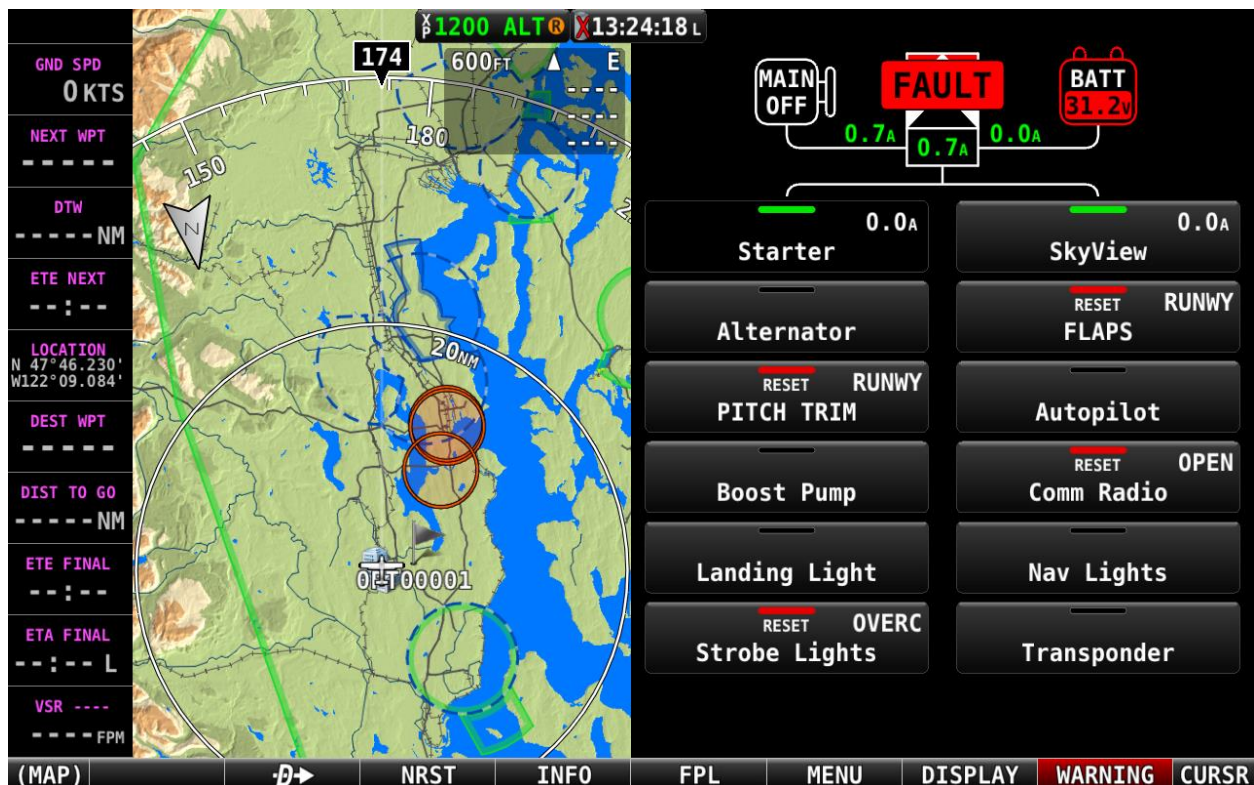 XP 1200 ALT R X 13:24:18 L
GND SPD
0 KTS
NEXT WPT
-----
DTW
-----NM
ETE NEXT
--:--
LOCATION
N 47°46.230'
W122°09.084'
DEST WPT
-----
DIST TO GO
-----NM
ETE FINAL
--:--
ETA FINAL
--:-- L
VSR ----
----FPM
174
600FT E
----
----
----
150
180
N
20NM
0FT00001
MAIN
OFF
FAULT
BATT
31.2V
0.7A
0.7A
0.0A
Starter 0.0A
SkyView 0.0A
Alternator
RESET RUNWY
FLAPS
RESET RUNWY
PITCH TRIM
Autopilot
Boost Pump
RESET OPEN
Comm Radio
Landing Light
Nav Lights
RESET OVERC
Strobe Lights
Transponder
(MAP) D NRST INFO FPL MENU DISPLAY WARNING CURSR